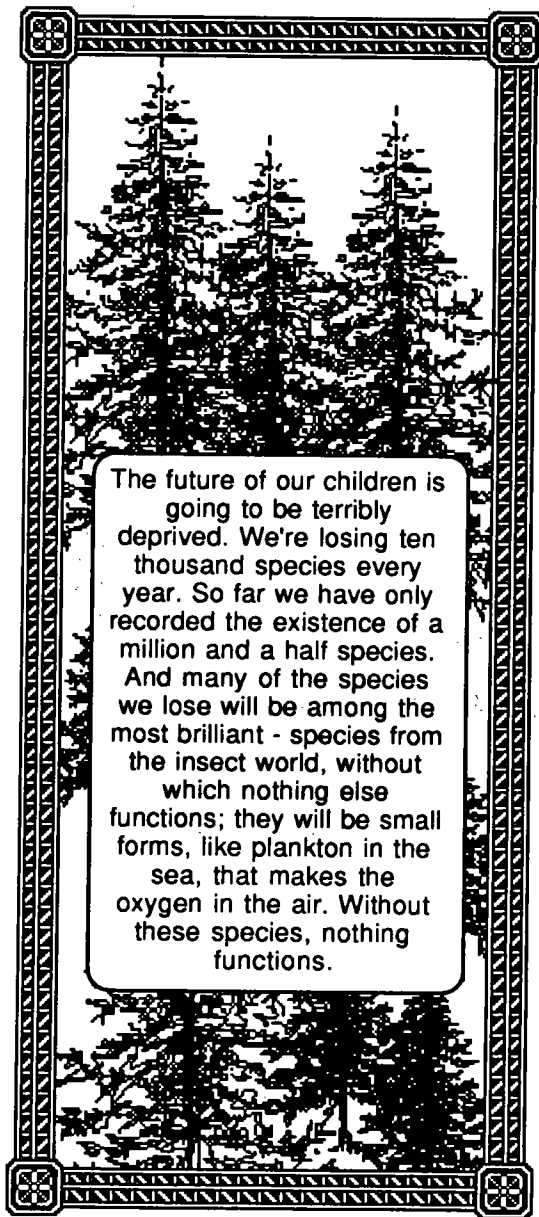 The future of our children is
going to be terribly
deprived. We're losing ten
thousand species every
year. So far we have only
recorded the existence of a
million and a half species.
And many of the species
we lose will be among the
most brilliant - species from
the insect world, without
which nothing else
functions; they will be small
forms, like plankton in the
sea, that makes the
oxygen in the air. Without
these species, nothing
functions.